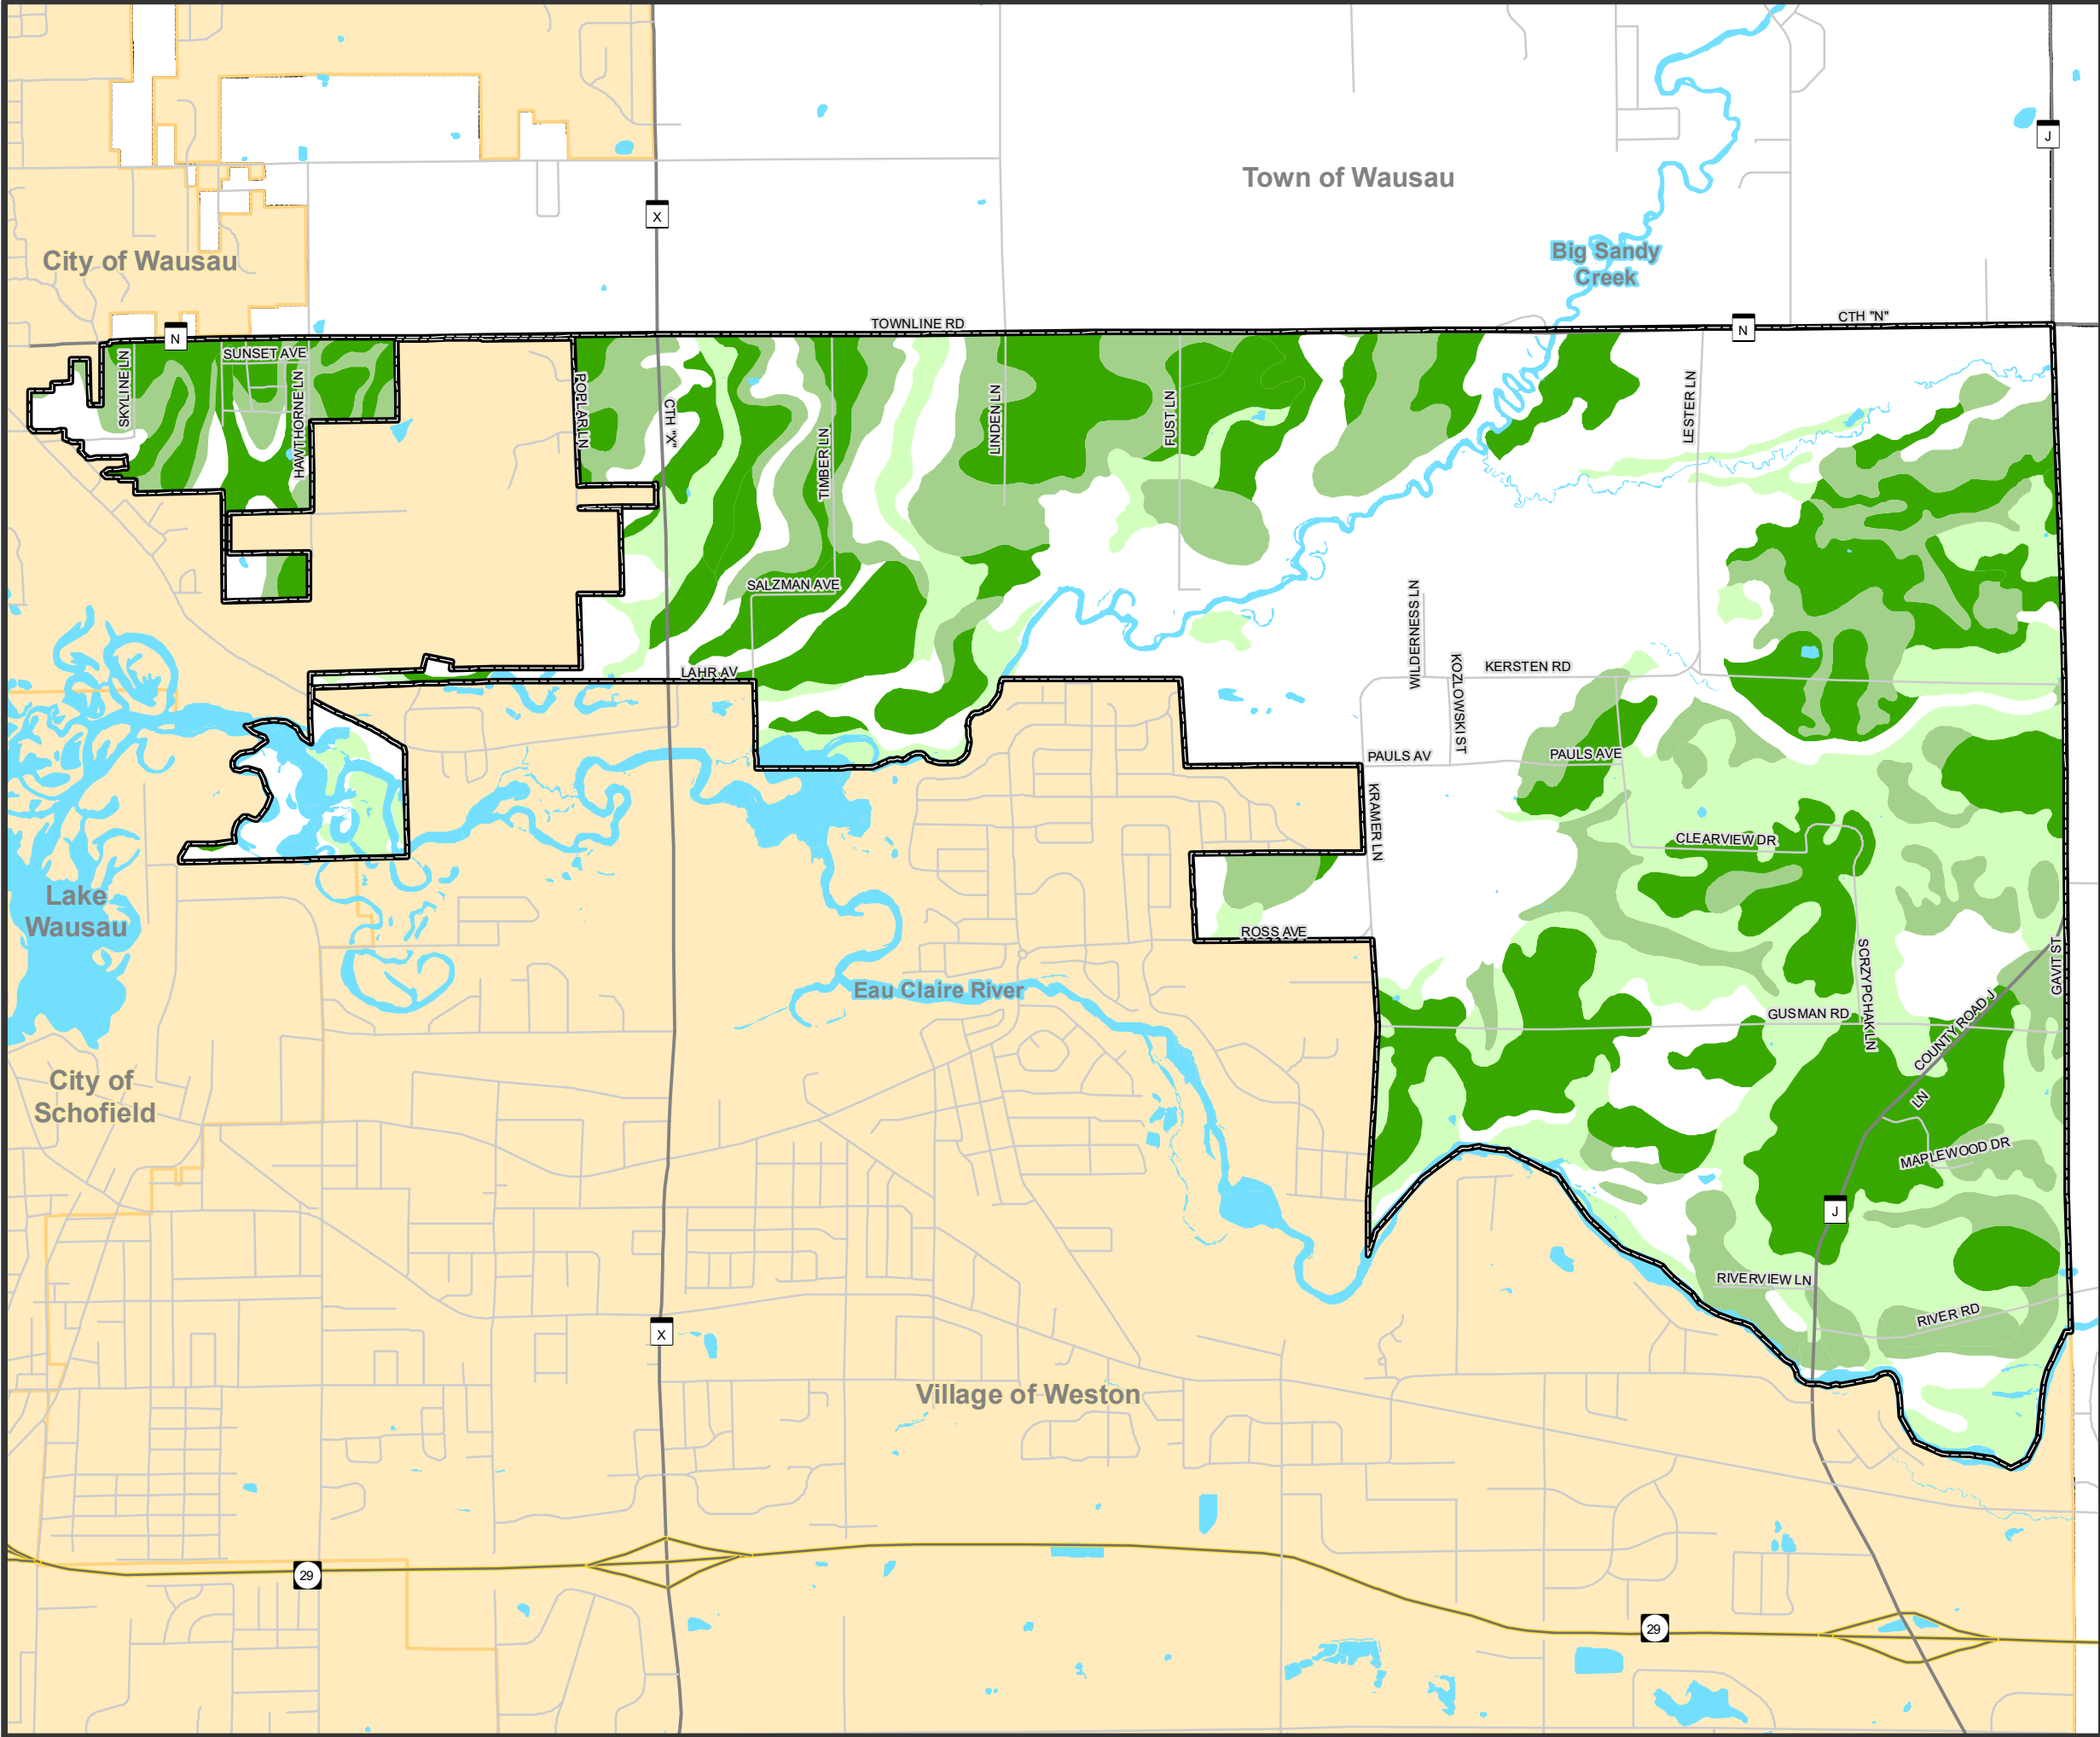 J
Town of Wausau
X
Big Sandy
Creek
City of Wausau
CTH "N"
TOWNLINE RD
N
N
SUNSET AVE
SKYLINE LN
HAWTHORNE LN
POPLAR LN
CTH "X"
TIMBER LN
LINDEN LN
FUST LN
LESTER LN
SALZMAN AVE
WILDERNESS LN
KOZLOWSKI ST
KERSTEN RD
LAHR AV
PAULS AV
PAULS AVE
KRAMER LN
CLEARVIEW DR
Lake
Wausau
ROSS AVE
SCRZYPCHAK LN
GAVIT ST
Eau Claire River
GUSMAN RD
COUNTY ROAD J
City of
Schofield
LN
MAPLEWOOD DR
J
RIVERVIEW LN
RIVER RD
X
Village of Weston
29
29